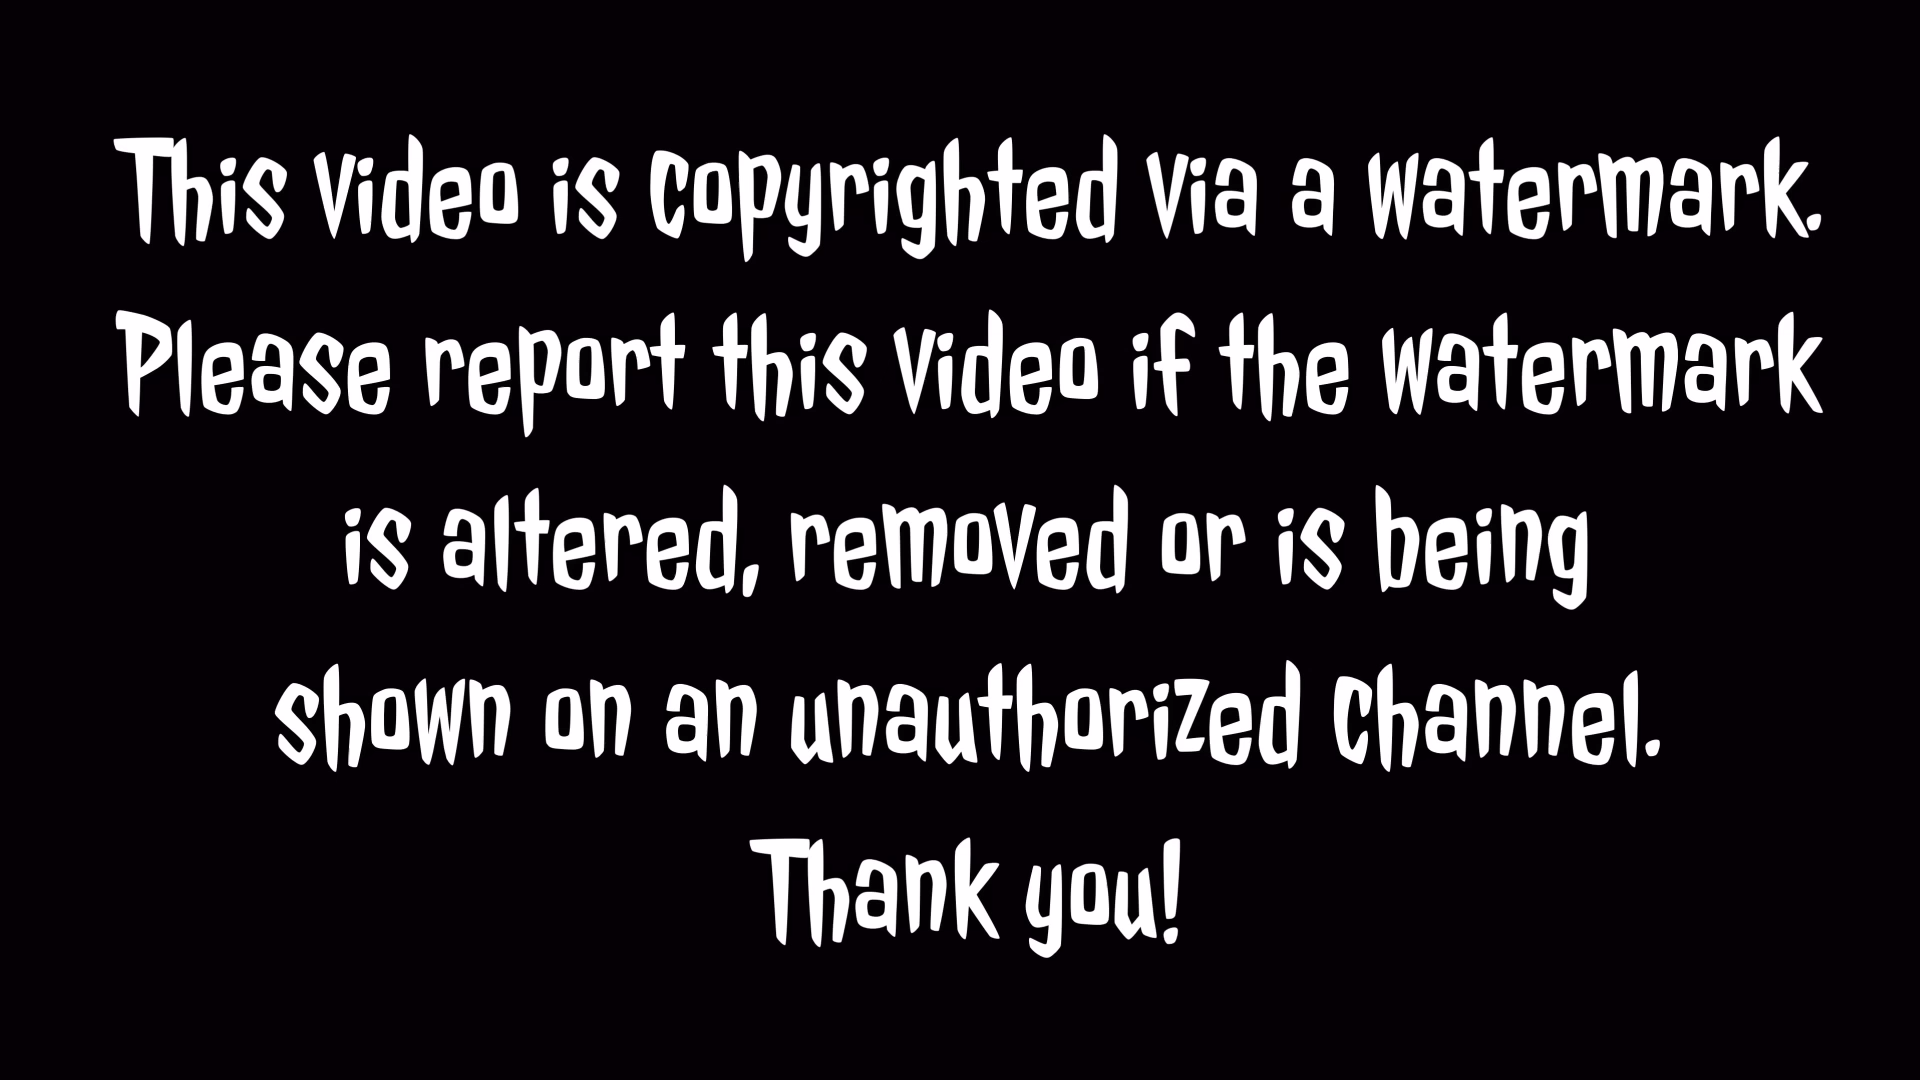 This video is copyrighted via a watermark.
Please report this video if the watermark
is altered, removed or is being
shown on an unauthorized channel.
Thank you!